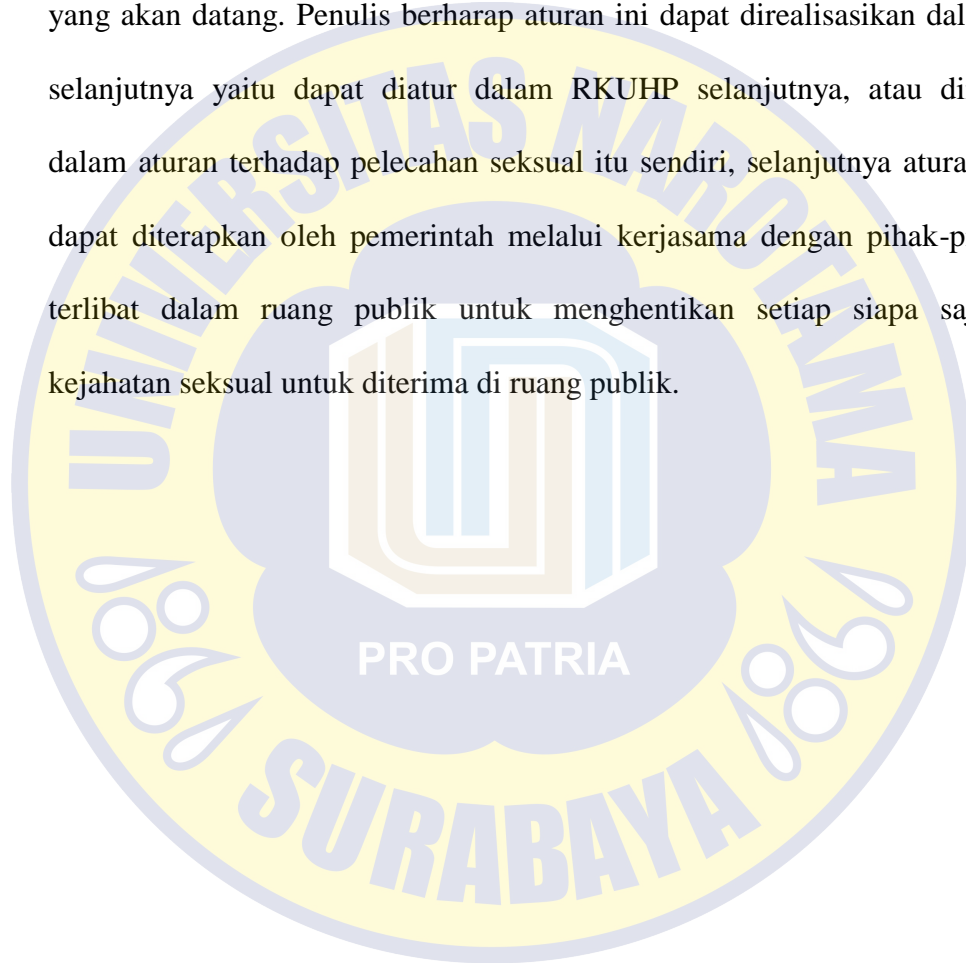 yang akan datang. Penulis berharap aturan ini dapat direalisasikan dal
selanjutnya yaitu dapat diatur dalam RKUHP selanjutnya, atau di
dalam aturan terhadap pelecahan seksual itu sendiri, selanjutnya atura
dapat diterapkan oleh pemerintah melalui kerjasama dengan pihak-p
terlibat dalam ruang publik untuk menghentikan setiap siapa sa
kejahatan seksual untuk diterima di ruang publik.
UNIVERSITAS NAROTAMA
PRO PATRIA
SURABAYA